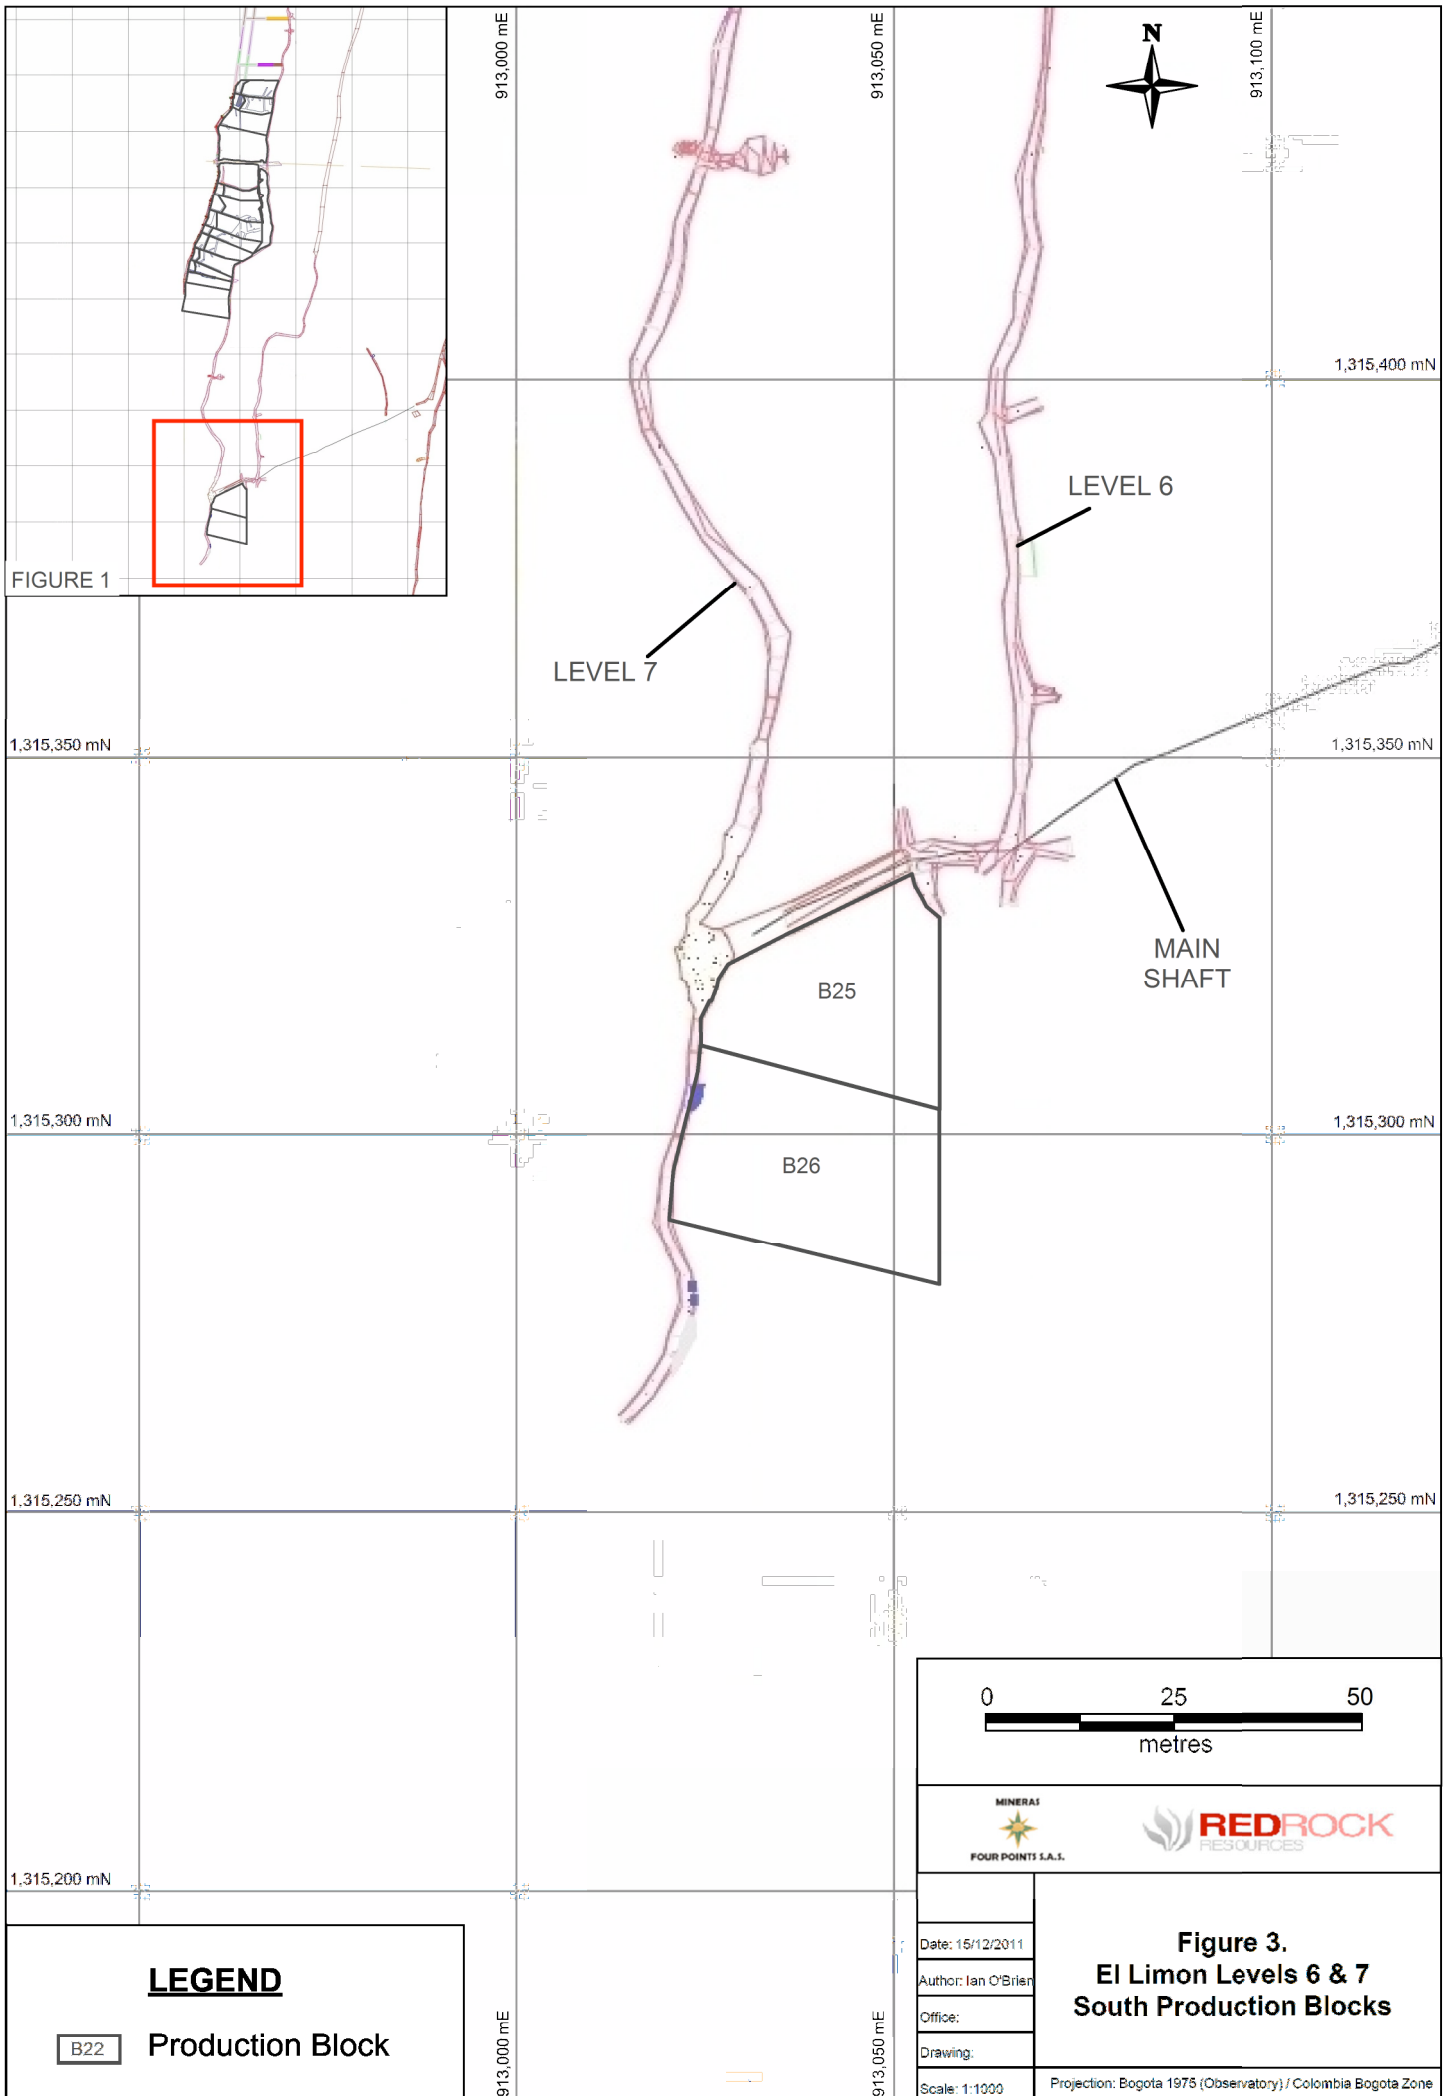 913,000 mE
913,050 mE
913,100 mE
N
1,315,400 mN
LEVEL 6
FIGURE 1
LEVEL 7
1,315,350 mN
1,315,350 mN
MAIN
SHAFT
B25
1,315,300 mN
1,315,300 mN
B26
1,315,250 mN
1,315,250 mN
0 25 50
metres
MINERAS
FOUR POINTS S.A.S.
REDROCK
RESOURCES
1,315,200 mN
Date: 15/12/2011
Author: Ian O'Brien
Office:
Drawing:
Scale: 1:1000
Figure 3.
El Limon Levels 6 & 7
South Production Blocks
Projection: Bogota 1975 (Observatory) / Colombia Bogota Zone
LEGEND
B22 Production Block
913,000 mE
913,050 mE